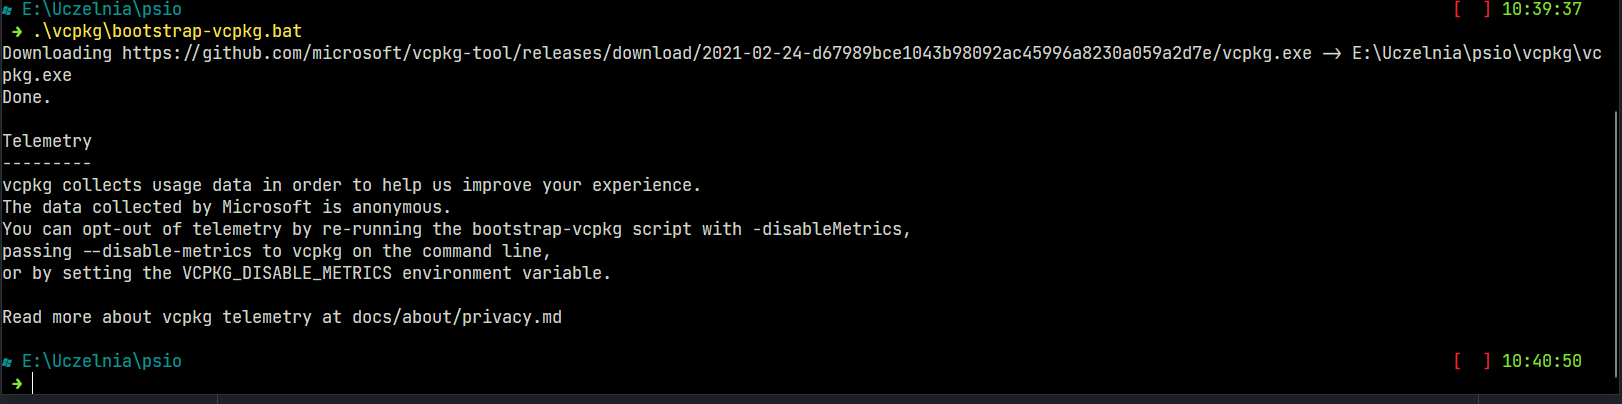 E:\Uczelnia\psio [ ] 10:39:37
➜ .\vcpkg\bootstrap-vcpkg.bat
Downloading https://github.com/microsoft/vcpkg-tool/releases/download/2021-02-24-d67989bce1043b98092ac45996a8230a059a2d7e/vcpkg.exe -> E:\Uczelnia\psio\vcpkg\vc
pkg.exe
Done.
Telemetry
---------
vcpkg collects usage data in order to help us improve your experience.
The data collected by Microsoft is anonymous.
You can opt-out of telemetry by re-running the bootstrap-vcpkg script with -disableMetrics,
passing --disable-metrics to vcpkg on the command line,
or by setting the VCPKG_DISABLE_METRICS environment variable.
Read more about vcpkg telemetry at docs/about/privacy.md
E:\Uczelnia\psio [ ] 10:40:50
➜